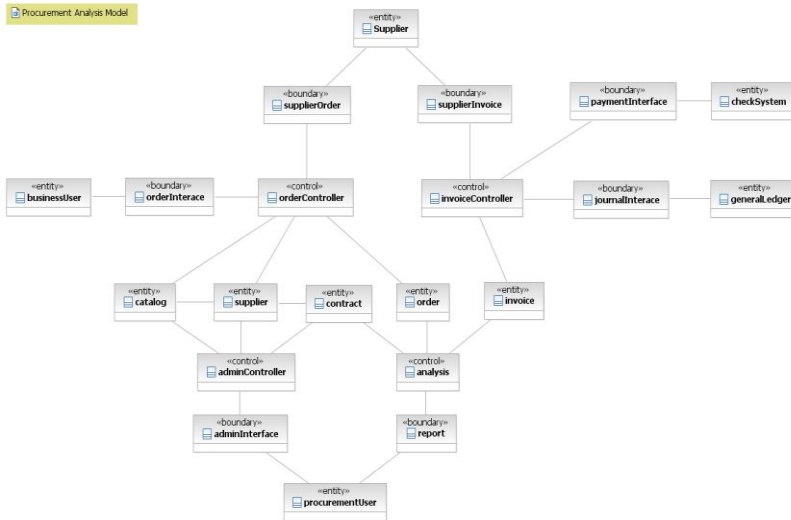 Procurement Analysis Model
«entity»
Supplier
«boundary»
supplierOrder
«boundary»
supplierInvoice
«boundary»
paymentInterface
«entity»
checkSystem
«entity»
businessUser
«boundary»
orderInterace
«control»
orderController
«control»
invoiceController
«boundary»
journalInterace
«entity»
generalLedger
«entity»
catalog
«entity»
supplier
«entity»
contract
«entity»
order
«entity»
invoice
«control»
adminController
«control»
analysis
«boundary»
adminInterface
«boundary»
report
«entity»
procurementUser